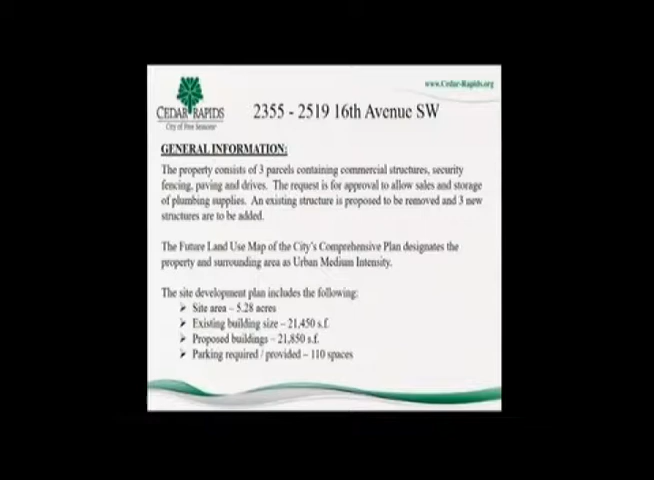 www.Cedar-Rapids.org
CEDAR RAPIDS
City of Five Seasons
2355 - 2519 16th Avenue SW
GENERAL INFORMATION:
The property consists of 3 parcels containing commercial structures, security
fencing, paving and drives. The request is for approval to allow sales and storage
of plumbing supplies. An existing structure is proposed to be removed and 3 new
structures are to be added.
The Future Land Use Map of the City's Comprehensive Plan designates the
property and surrounding area as Urban Medium Intensity.
The site development plan includes the following:
➤ Site area – 5.28 acres
➤ Existing building size – 21,450 s.f.
➤ Proposed buildings – 21,850 s.f.
➤ Parking required / provided – 110 spaces